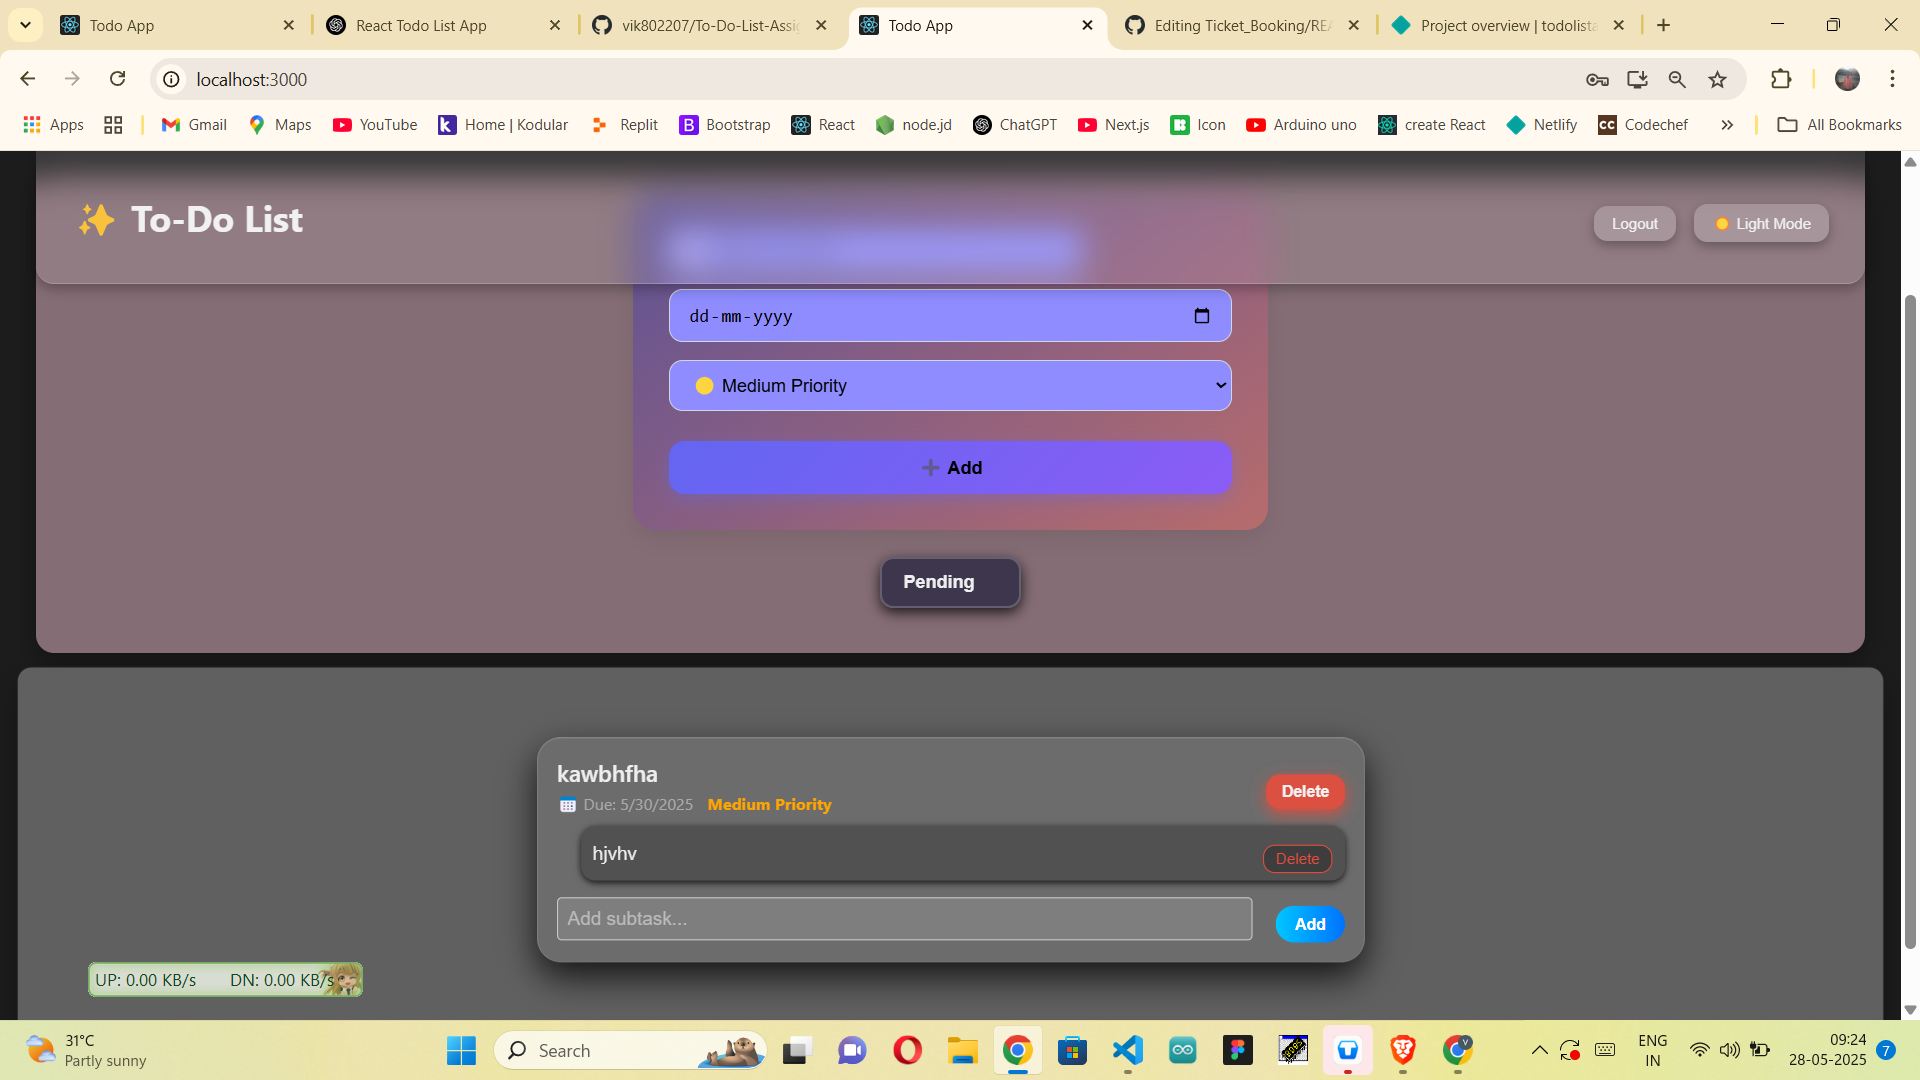 Todo App
React Todo List App
vik802207/To-Do-List-Assig
Todo App
Editing Ticket_Booking/REA
Project overview | todolista
localhost:3000
Apps
Gmail
Maps
YouTube
Home | Kodular
Replit
Bootstrap
React
node.jd
ChatGPT
Next.js
Icon
Arduino uno
create React
Netlify
CC
Codechef
All Bookmarks
✨ To-Do List
Logout
Light Mode
dd-mm-yyyy
Medium Priority
➕ Add
Pending
kawbhfha
Due: 5/30/2025 Medium Priority
Delete
hjvhv
Delete
Add subtask...
Add
UP: 0.00 KB/s DN: 0.00 KB/s
31°C
Partly sunny
Search
ENG
IN
09:24
28-05-2025
7